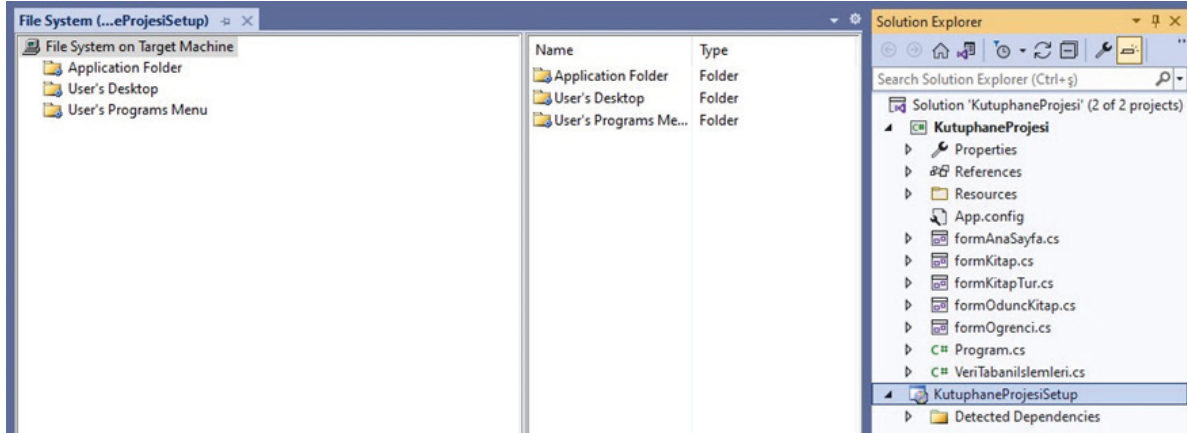 File System (...eProjesiSetup)
File System on Target Machine
Application Folder
User's Desktop
User's Programs Menu
Name Type
Application Folder Folder
User's Desktop Folder
User's Programs Me... Folder
Solution Explorer
Search Solution Explorer (Ctrl+ş)
Solution 'KutuphaneProjesi' (2 of 2 projects)
C# KutuphaneProjesi
Properties
References
Resources
App.config
formAnaSayfa.cs
formKitap.cs
formKitapTur.cs
formOduncKitap.cs
formOgrenci.cs
C# Program.cs
C# VeriTabaniIslemleri.cs
KutuphaneProjesiSetup
Detected Dependencies